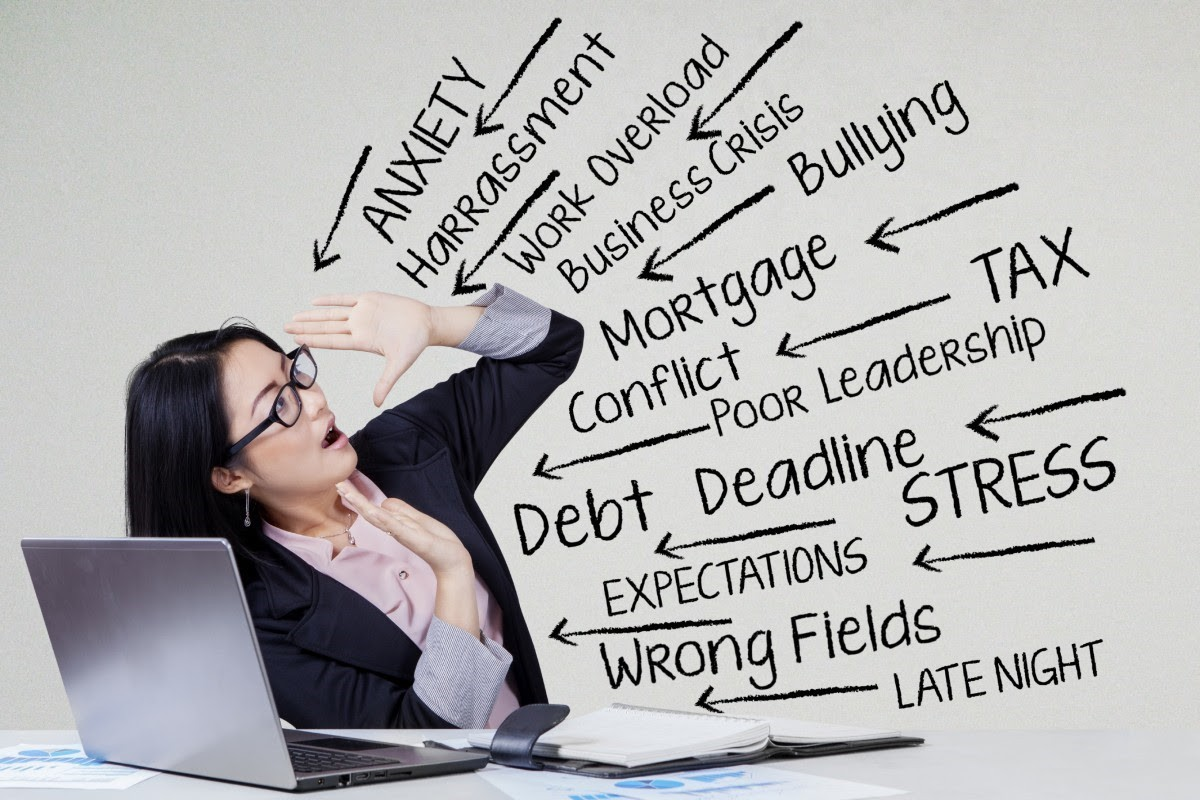 ANXIETY
Harrassment
Work Overload
Business Crisis
Bullying
Mortgage
TAX
Conflict
Poor Leadership
Debt
Deadline
STRESS
EXPECTATIONS
Wrong Fields
LATE NIGHT